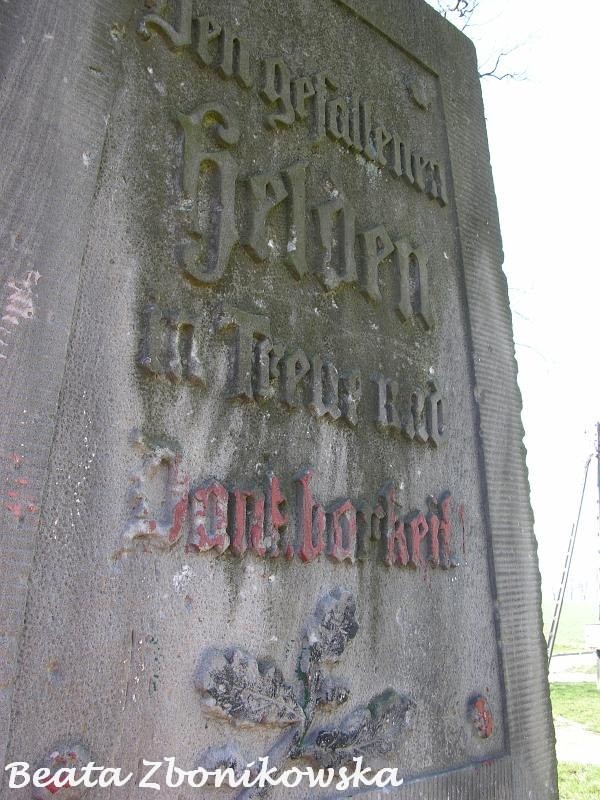 Den gefallenen
Helden
in Treue und
Dankbarkeit!
Beata Zbonikowska